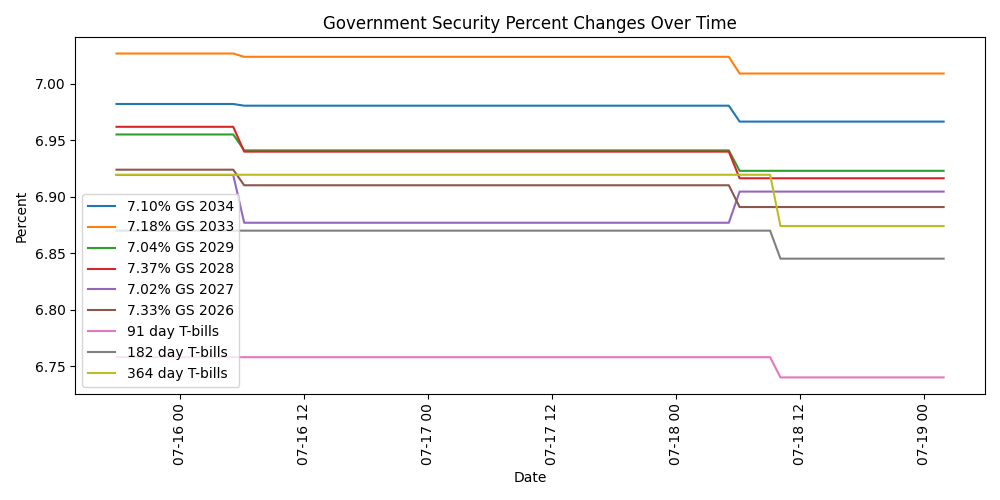 Government Security Percent Changes Over Time
Percent
7.00
6.95
6.90
6.85
6.80
6.75
7.10% GS 2034
7.18% GS 2033
7.04% GS 2029
7.37% GS 2028
7.02% GS 2027
7.33% GS 2026
91 day T-bills
182 day T-bills
364 day T-bills
07-16 00
07-16 12
07-17 00
07-17 12
07-18 00
07-18 12
07-19 00
Date